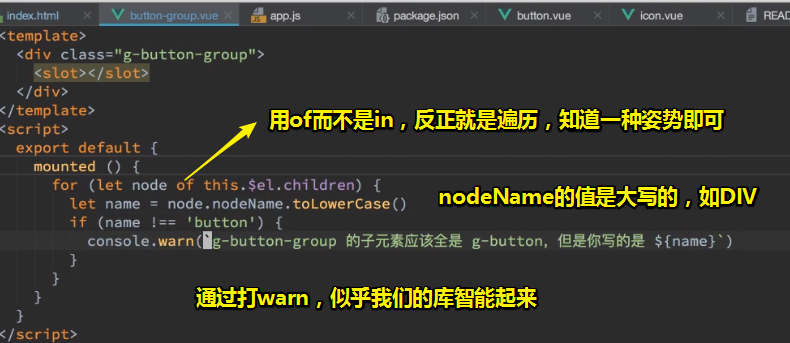 index.html button-group.vue app.js package.json button.vue icon.vue READ
<template>
<div class="g-button-group">
<slot></slot>
</div>
</template>
用of而不是in，反正就是遍历，知道一种姿势即可
<script>
export default {
mounted () {
for (let node of this.$el.children) {
let name = node.nodeName.toLowerCase()
nodeName的值是大写的，如DIV
if (name !== 'button') {
console.warn(`g-button-group 的子元素应该全是 g-button，但是你写的是 ${name}`)
}
}
通过打warn，似乎我们的库智能起来
}
}
</script>